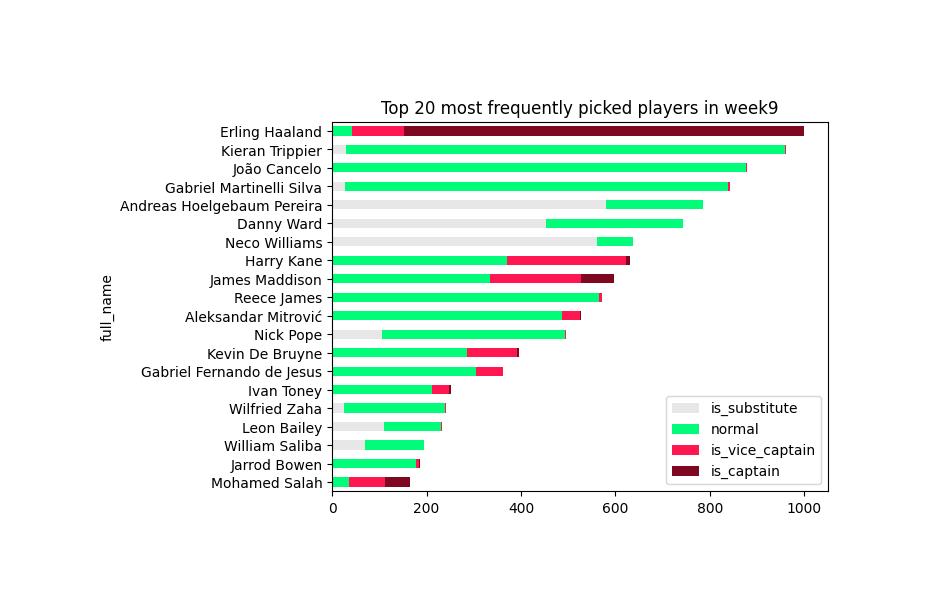 Top 20 most frequently picked players in week9
full_name
Erling Haaland
Kieran Trippier
João Cancelo
Gabriel Martinelli Silva
Andreas Hoelgebaum Pereira
Danny Ward
Neco Williams
Harry Kane
James Maddison
Reece James
Aleksandar Mitrović
Nick Pope
Kevin De Bruyne
Gabriel Fernando de Jesus
Ivan Toney
Wilfried Zaha
Leon Bailey
William Saliba
Jarrod Bowen
Mohamed Salah
is_substitute
normal
is_vice_captain
is_captain
0 200 400 600 800 1000